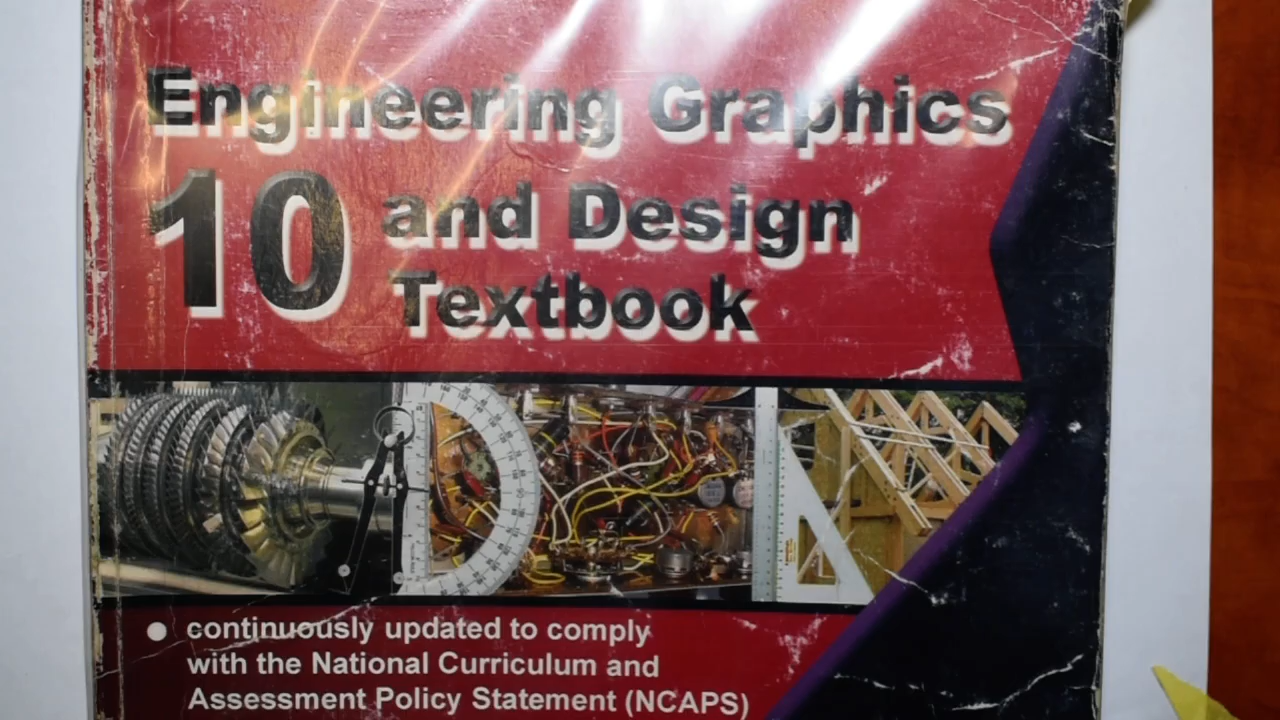 Engineering Graphics
10 and Design
Textbook
continuously updated to comply
with the National Curriculum and
Assessment Policy Statement (NCAPS)